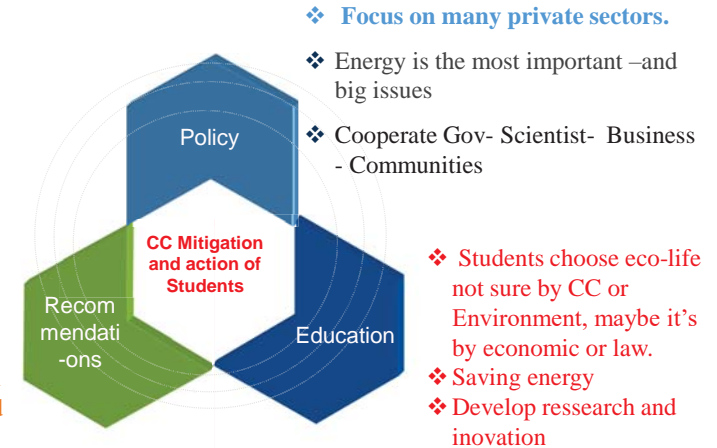 ❖ Focus on many private sectors.
❖ Energy is the most important –and
big issues
❖ Cooperate Gov- Scientist- Business
- Communities
Policy
CC Mitigation
and action of
Students
Recom
mendati
-ons
Education
❖ Students choose eco-life
not sure by CC or
Environment, maybe it's
by economic or law.
❖ Saving energy
❖ Develop ressearch and
inovation